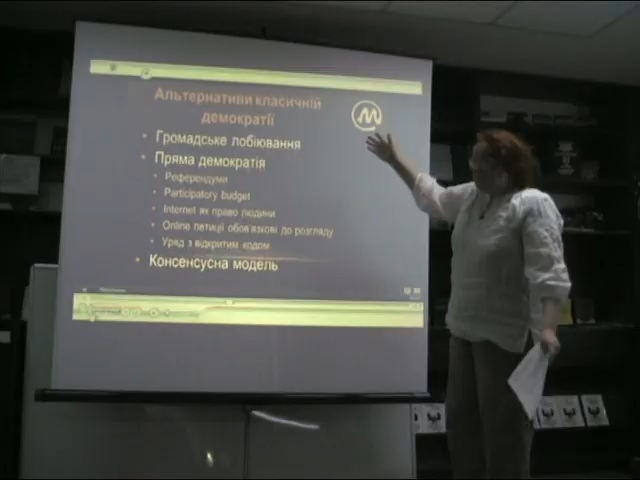 Альтернативи класичній
демократії
Громадське лобіювання
Пряма демократія
Референдуми
Participatory budget
Internet як право людини
Online петиції обов'язкові до розгляду
Уряд з відкритим кодом
Консенсусна модель